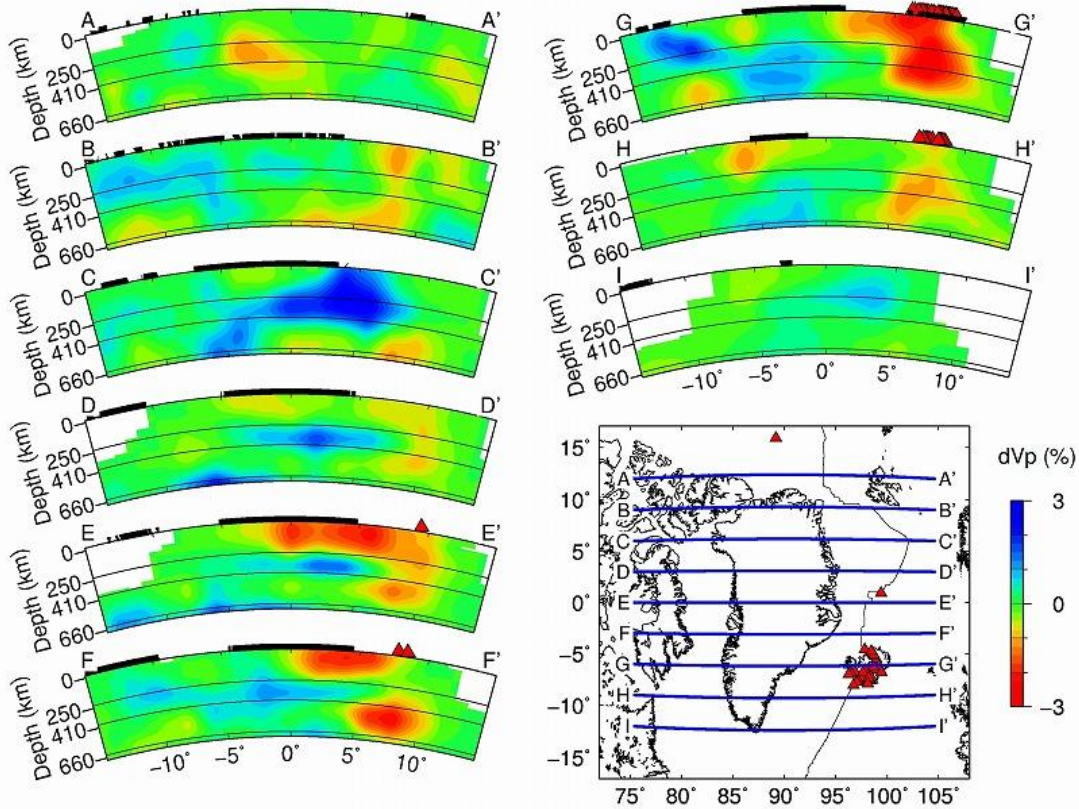 A A'
0
250
410
660
Depth (km)
B B'
0
250
410
660
Depth (km)
C C'
0
250
410
660
Depth (km)
D D'
0
250
410
660
Depth (km)
E E'
0
250
410
660
Depth (km)
F F'
0
250
410
660
Depth (km)
−10˚ −5˚ 0˚ 5˚ 10˚
G G'
0
250
410
660
Depth (km)
H H'
0
250
410
660
Depth (km)
I I'
0
250
410
660
Depth (km)
−10˚ −5˚ 0˚ 5˚ 10˚
15˚
10˚
5˚
0˚
−5˚
−10˚
−15˚
A A'
B B'
C C'
D D'
E E'
F F'
G G'
H H'
I I'
75 80 85 90 95 100 105
dVp (%)
3
0
−3